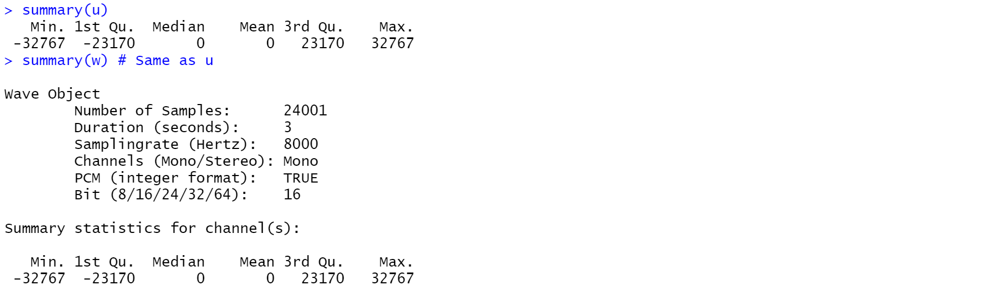 > summary(u)
   Min. 1st Qu.  Median    Mean 3rd Qu.    Max.
 -32767  -23170       0       0   23170   32767
> summary(w) # Same as u

Wave Object
        Number of Samples:      24001
        Duration (seconds):     3
        Samplingrate (Hertz):   8000
        Channels (Mono/Stereo): Mono
        PCM (integer format):   TRUE
        Bit (8/16/24/32/64):    16

Summary statistics for channel(s):

   Min. 1st Qu.  Median    Mean 3rd Qu.    Max.
 -32767  -23170       0       0   23170   32767